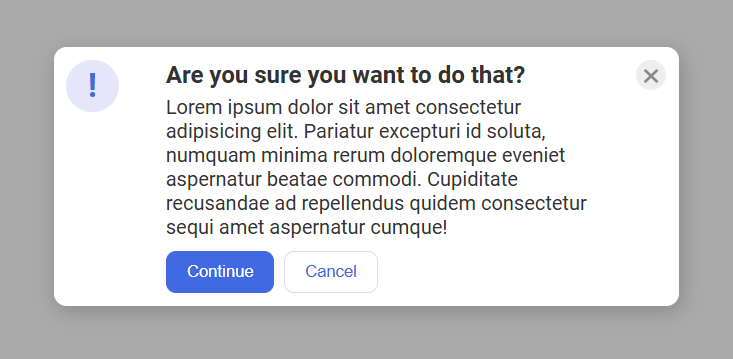 !
Are you sure you want to do that?
Lorem ipsum dolor sit amet consectetur
adipisicing elit. Pariatur excepturi id soluta,
numquam minima rerum doloremque eveniet
aspernatur beatae commodi. Cupiditate
recusandae ad repellendus quidem consectetur
sequi amet aspernatur cumque!
Continue
Cancel